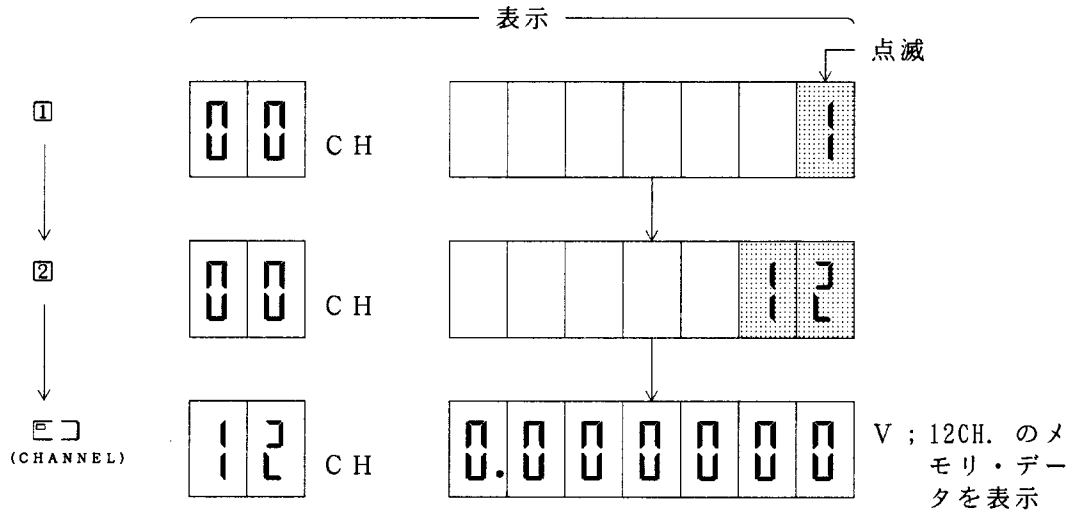 表示
点滅
1
00 CH 1
2
00 CH 12
(CHANNEL)
12 CH 0.000000 V ; 12CH. のメ
モリ・デー
タを表示